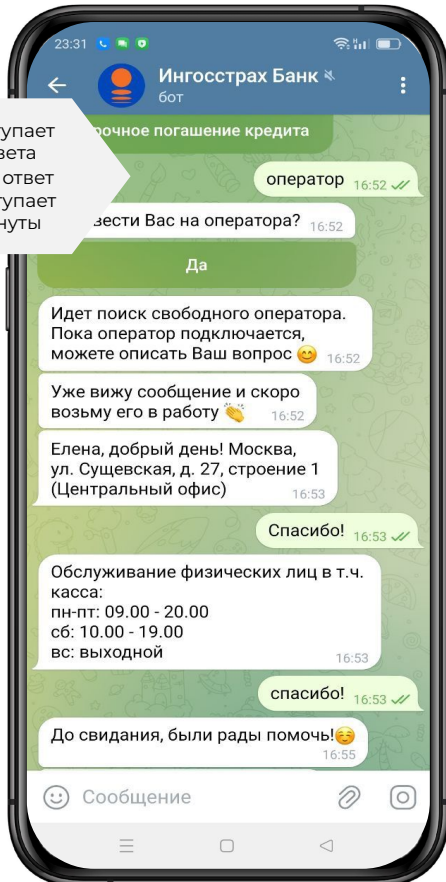 23:31
Ингосстрах Банк
бот
рочное погашение кредита
тупает
вета
ответ
тупает
нуты
оператор 16:52
вести Вас на оператора? 16:52
Да
Идет поиск свободного оператора.
Пока оператор подключается,
можете описать Ваш вопрос 😊 16:52
Уже вижу сообщение и скоро
возьму его в работу 👏 16:52
Елена, добрый день! Москва,
ул. Сущевская, д. 27, строение 1
(Центральный офис) 16:53
Спасибо! 16:53
Обслуживание физических лиц в т.ч.
касса:
пн-пт: 09.00 - 20.00
сб: 10.00 - 19.00
вс: выходной 16:53
спасибо! 16:53
До свидания, были рады помочь!☺️
16:55
Сообщение